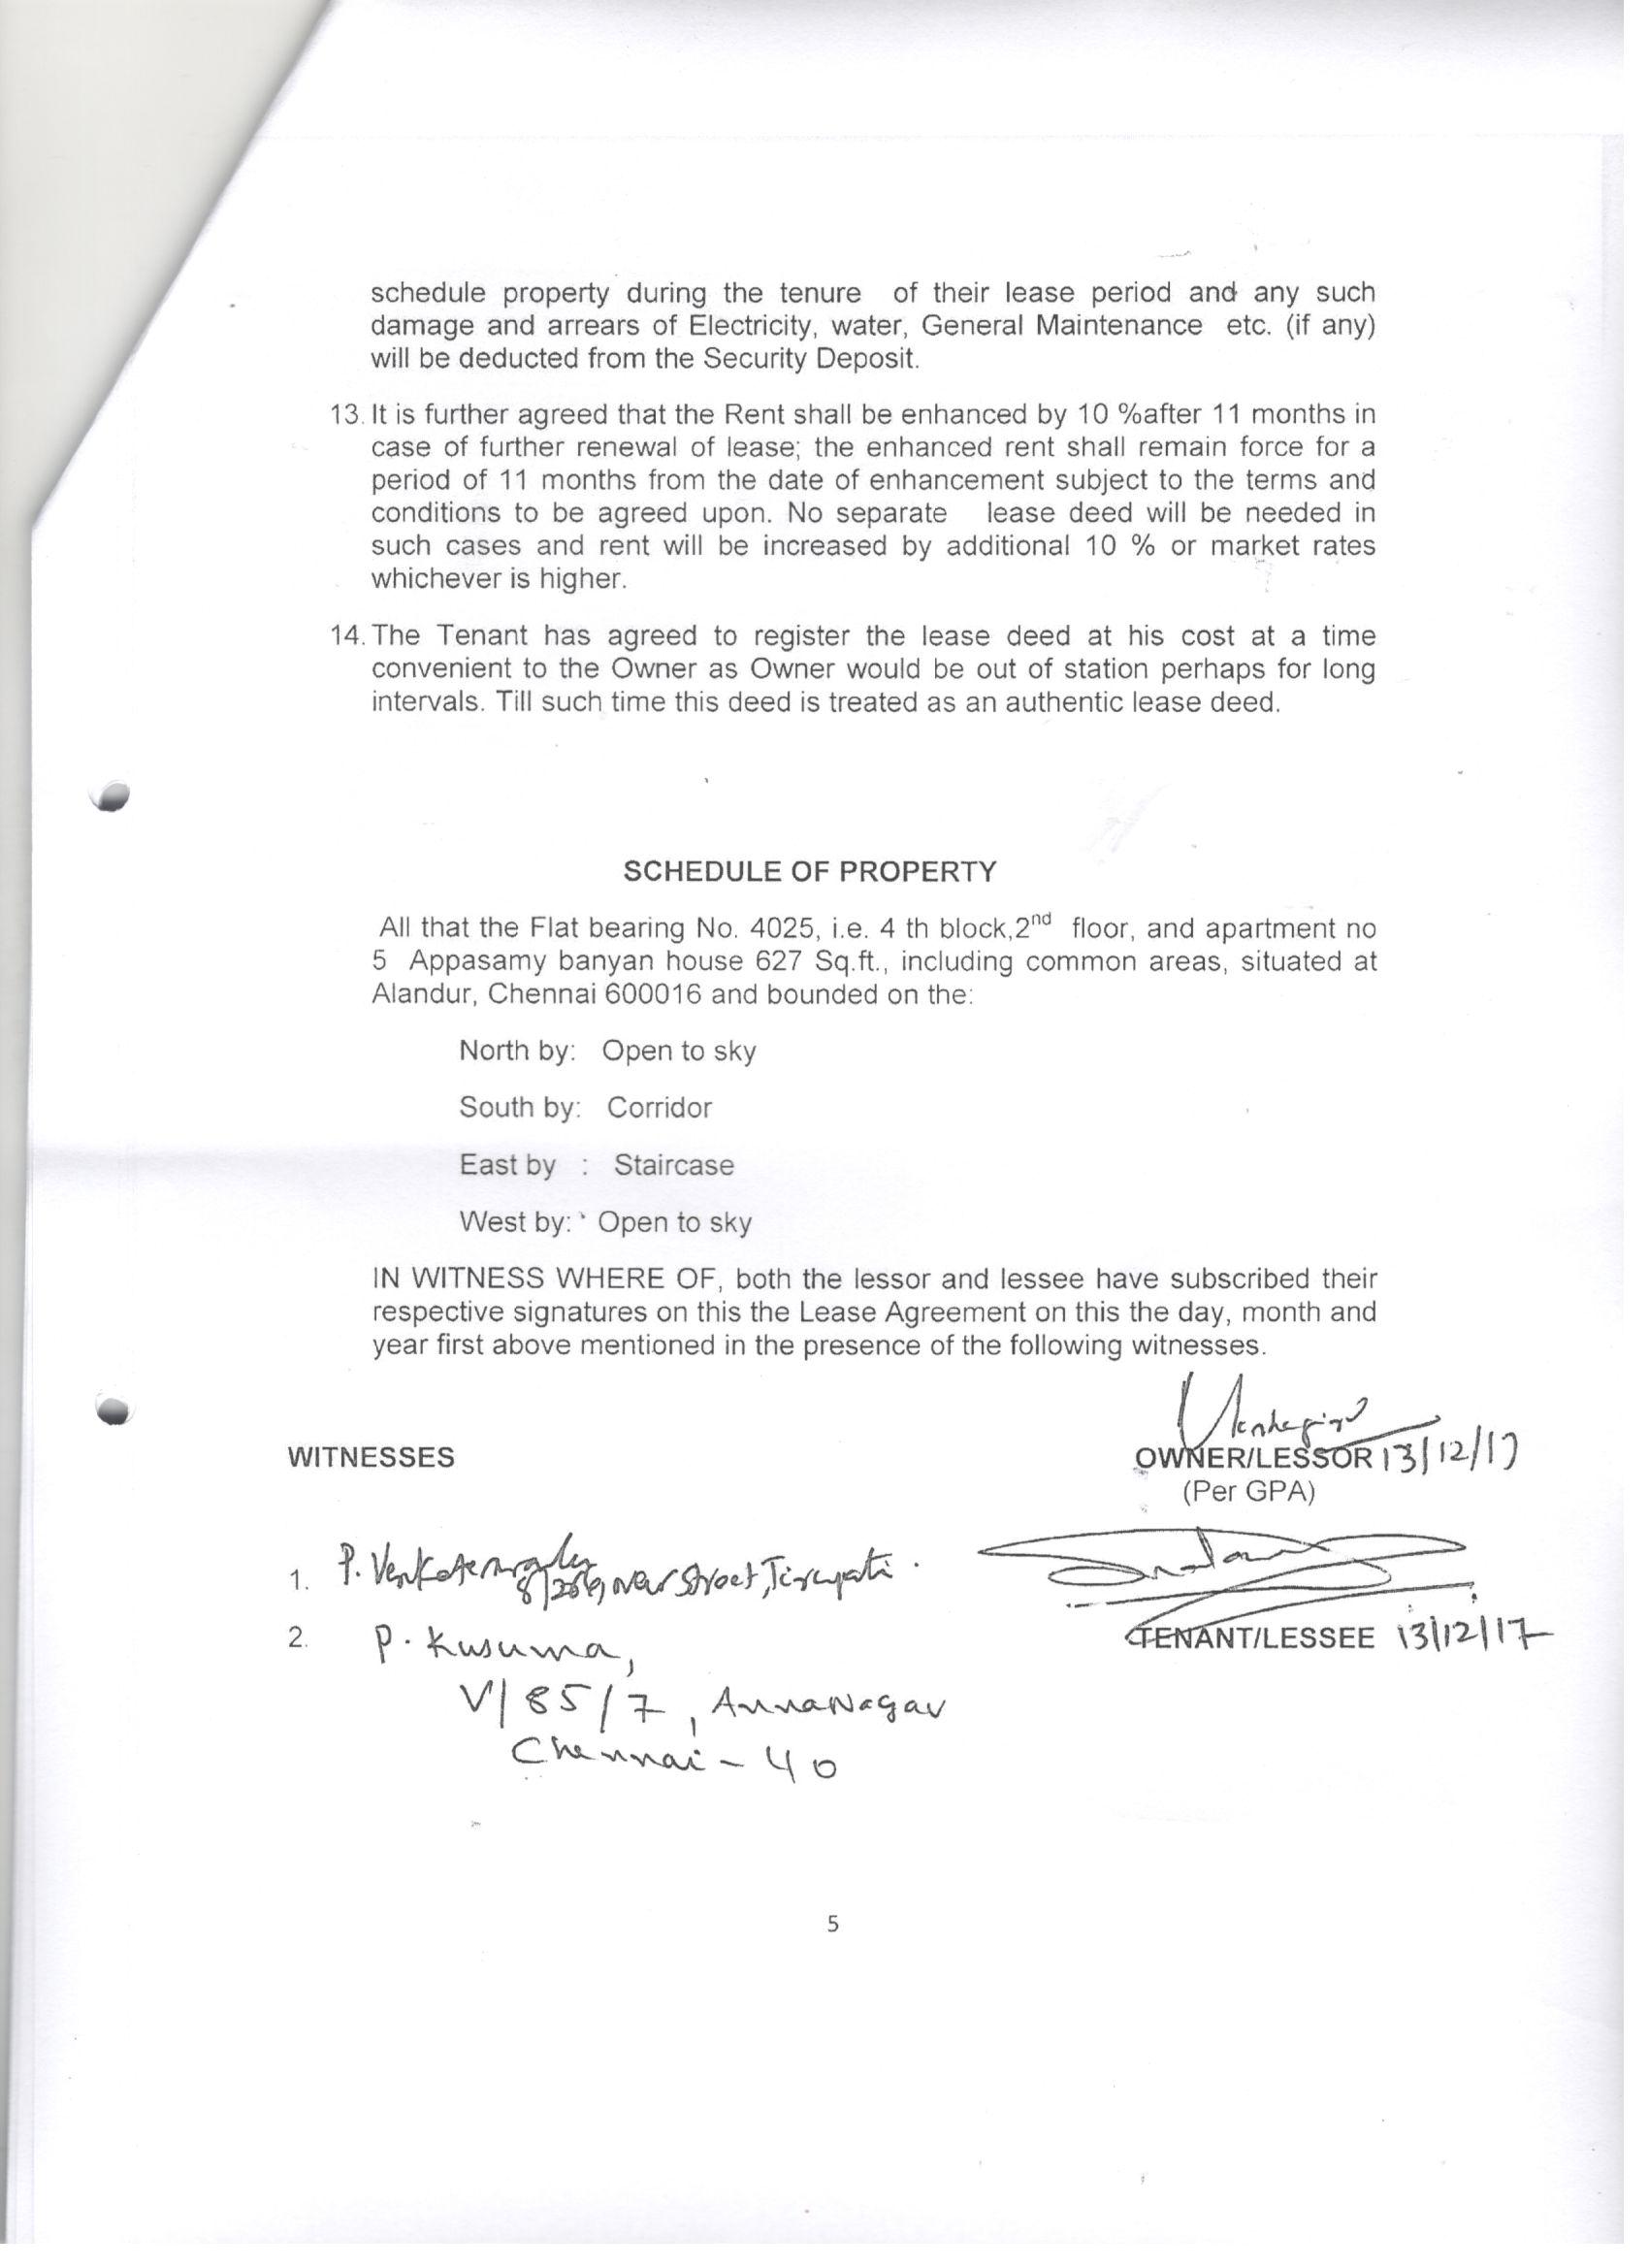 schedule property during the tenure of their lease period and any such
damage and arrears of Electricity, water, General Maintenance etc. (if any)
will be deducted from the Security Deposit.
13. It is further agreed that the Rent shall be enhanced by 10 %after 11 months in
case of further renewal of lease; the enhanced rent shall remain force for a
period of 11 months from the date of enhancement subject to the terms and
conditions to be agreed upon. No separate lease deed will be needed in
such cases and rent will be increased by additional 10 % or market rates
whichever is higher.
14. The Tenant has agreed to register the lease deed at his cost at a time
convenient to the Owner as Owner would be out of station perhaps for long
intervals. Till such time this deed is treated as an authentic lease deed.
SCHEDULE OF PROPERTY
All that the Flat bearing No. 4025, i.e. 4 th block,2nd floor, and apartment no
5 Appasamy banyan house 627 Sq.ft., including common areas, situated at
Alandur, Chennai 600016 and bounded on the:
North by: Open to sky
South by: Corridor
East by : Staircase
West by: Open to sky
IN WITNESS WHERE OF, both the lessor and lessee have subscribed their
respective signatures on this the Lease Agreement on this the day, month and
year first above mentioned in the presence of the following witnesses.
WITNESSES
OWNER/LESSOR 13/12/17
(Per GPA)
1. P. Street, Tirupati.
2. P. Kusuma,
TENANT/LESSEE 13/12/17
V/85/7, AnnaNagar
Chennai - 40
5